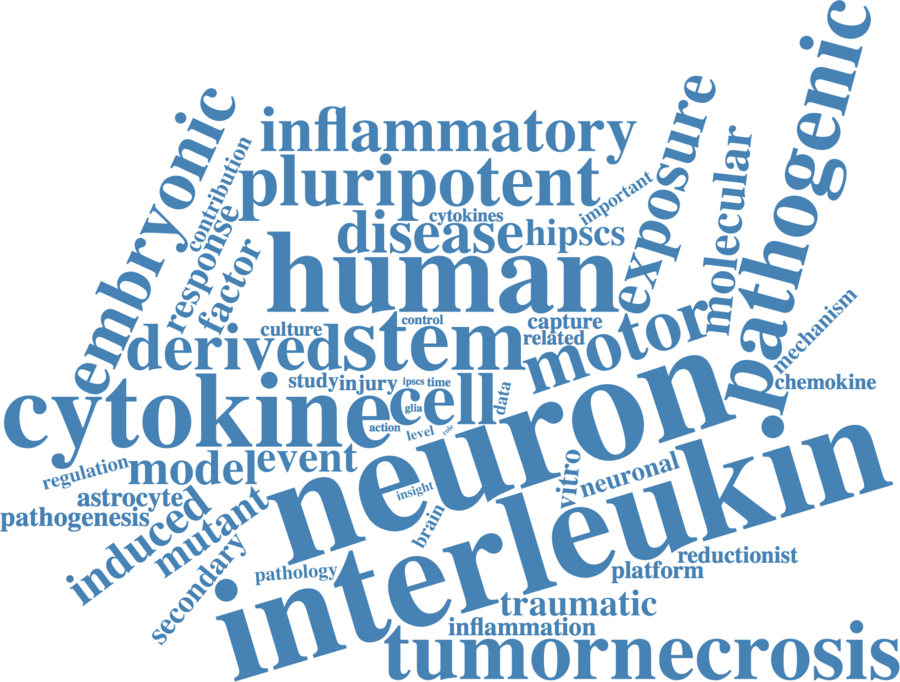 pathogenic
embryonic
contribution
response
factor
inflammatory
pluripotent
cytokines
important
disease
hipscs
exposure
molecular
human
derived
culture
control
stem
capture
related
motor
mechanism
chemokine
cytokine
study
injury
ipscs
time
cell
glia
data
action
level
role
neuron
regulation
model
event
astrocyte
pathogenesis
induced
mutant
secondary
insight
brain
vitro
neuronal
interleukin
pathology
reductionist
platform
traumatic
inflammation
tumornecrosis